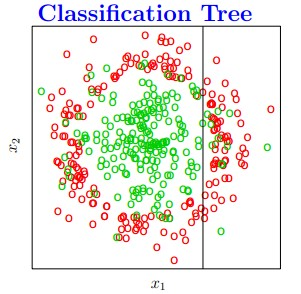 Classification Tree
x₂
x₁